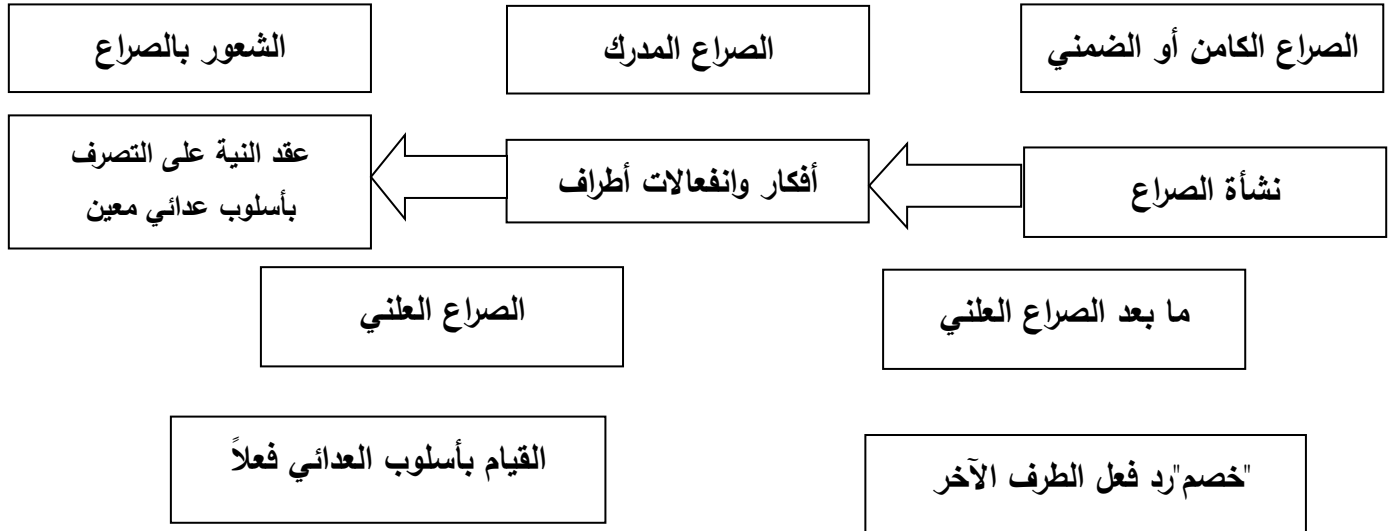 الصراع الكامن أو الضمني
الصراع المدرك
الشعور بالصراع
نشأة الصراع
أفكار وانفعالات أطراف
عقد النية على التصرف
بأسلوب عدائي معين
ما بعد الصراع العلني
الصراع العلني
"خصم"رد فعل الطرف الآخر
القيام بأسلوب العدائي فعلاً